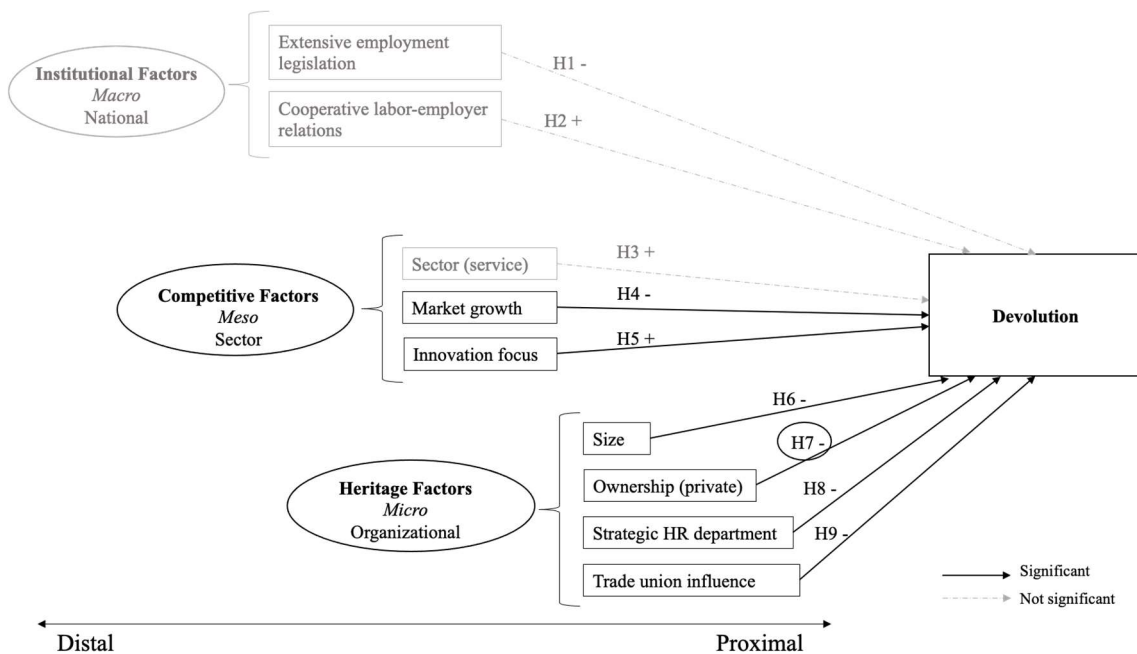 Institutional Factors
Macro
National
Extensive employment
legislation
Cooperative labor-employer
relations
H1 -
H2 +
Competitive Factors
Meso
Sector
Sector (service)
Market growth
Innovation focus
H3 +
H4 -
H5 +
Devolution
Heritage Factors
Micro
Organizational
Size
Ownership (private)
Strategic HR department
Trade union influence
H6 -
H7 -
H8 -
H9 -
Significant
Not significant
Distal
Proximal